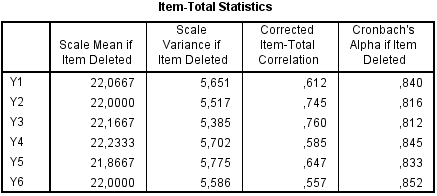 Item-Total Statistics
Scale Mean if Item Deleted	Scale Variance if Item Deleted	Corrected Item-Total Correlation	Cronbach's Alpha if Item Deleted
Y1	22,0667	5,651	,612	,840
Y2	22,0000	5,517	,745	,816
Y3	22,1667	5,385	,760	,812
Y4	22,2333	5,702	,585	,845
Y5	21,8667	5,775	,647	,833
Y6	22,0000	5,586	,557	,852